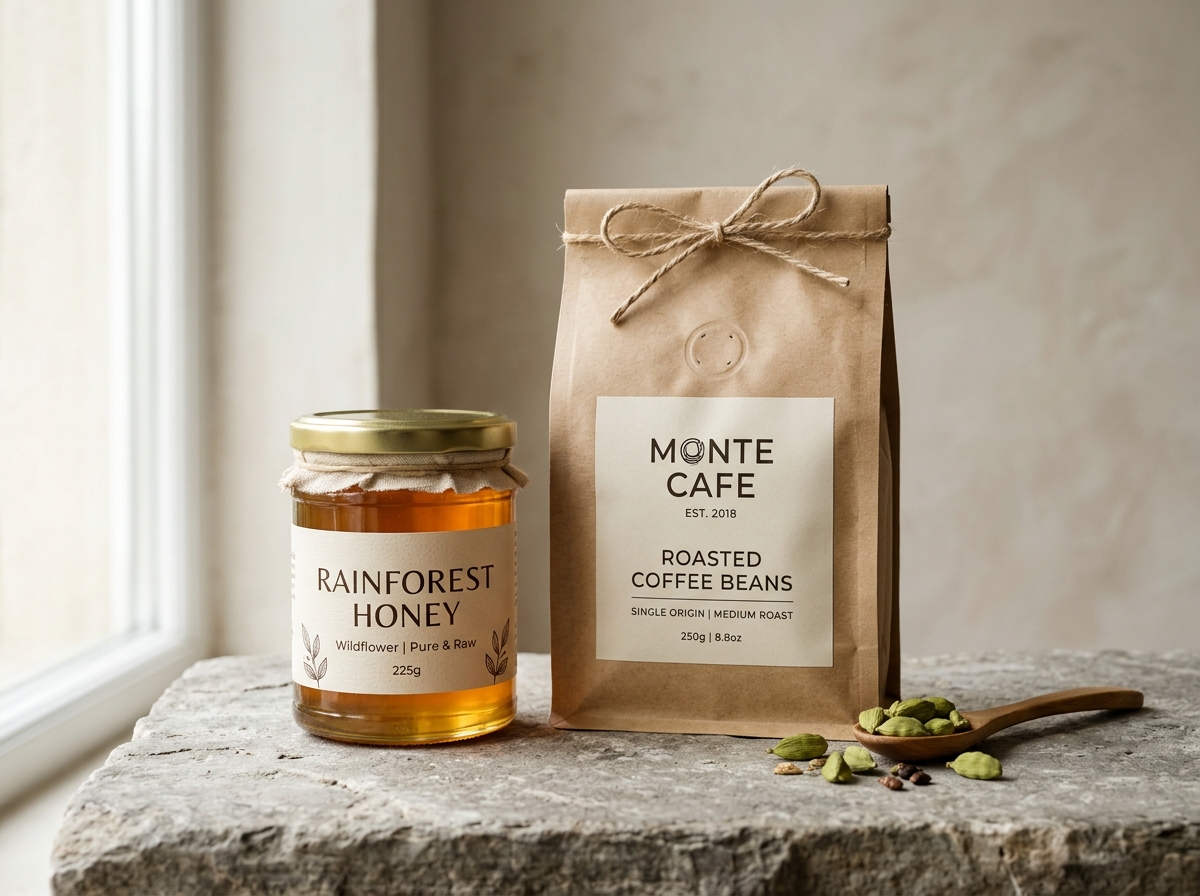 RAINFOREST
HONEY
Wildflower | Pure & Raw
225g
MONTE
CAFE
EST. 2018
ROASTED
COFFEE BEANS
SINGLE ORIGIN | MEDIUM ROAST
250g | 8.8oz